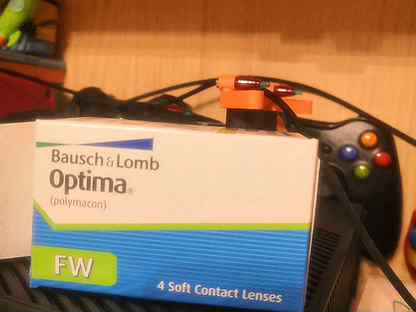 Bausch & Lomb
Optima®
(polymacon)
FW
4 Soft Contact Lenses